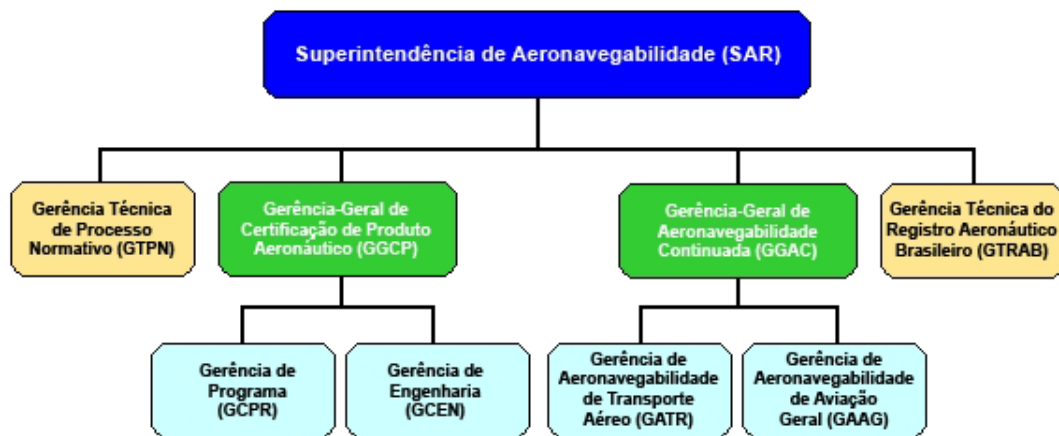 Superintendência de Aeronavegabilidade (SAR)
Gerência Técnica
de Processo
Normativo (GTPN)
Gerência-Geral de
Certificação de Produto
Aeronáutico (GGCP)
Gerência-Geral de
Aeronavegabilidade
Continuada (GGAC)
Gerência Técnica do
Registro Aeronáutico
Brasileiro (GTRAB)
Gerência de
Programa
(GCPR)
Gerência de
Engenharia
(GCEN)
Gerência de
Aeronavegabilidade
de Transporte
Aéreo (GATR)
Gerência de
Aeronavegabilidade
de Aviação
Geral (GAAG)